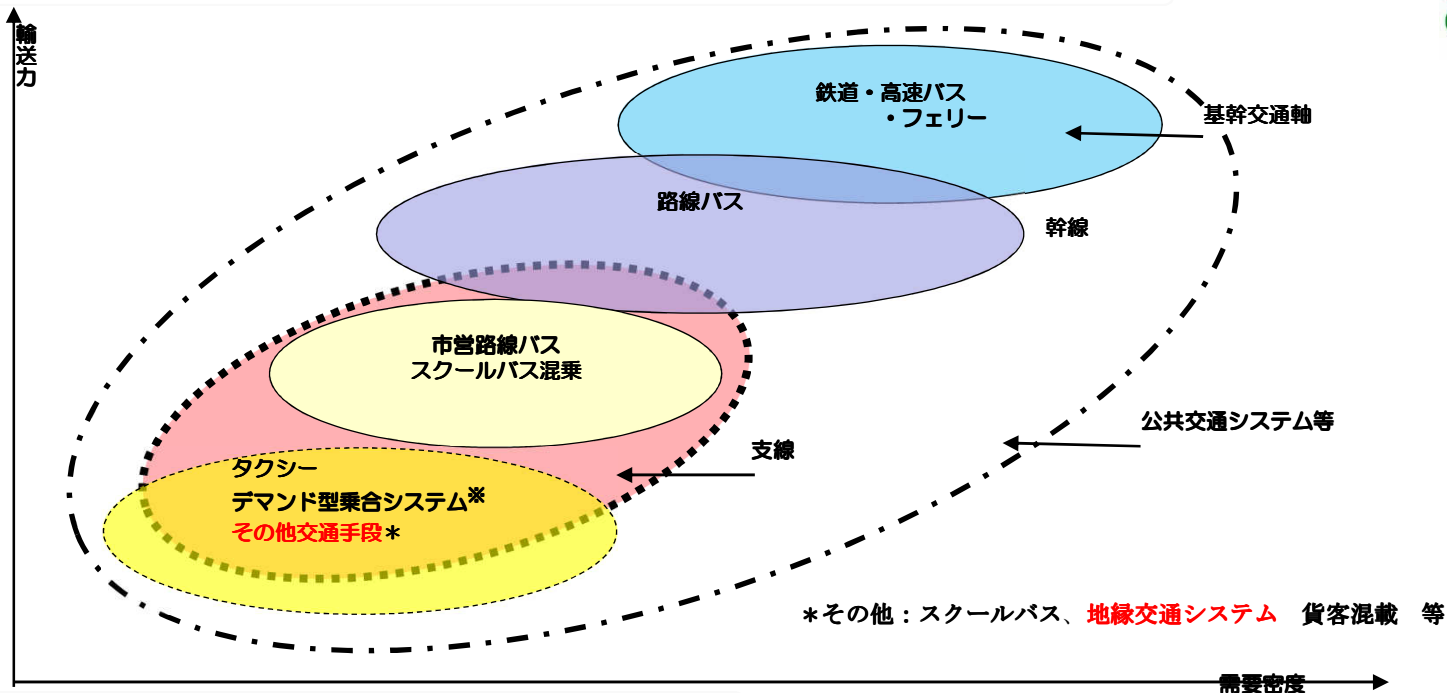 輸送力
鉄道・高速バス
・フェリー
基幹交通軸
路線バス
幹線
市営路線バス
スクールバス混乗
公共交通システム等
支線
タクシー
デマンド型乗合システム※
その他交通手段＊
＊その他：スクールバス、地縁交通システム　貨客混載　等
需要密度